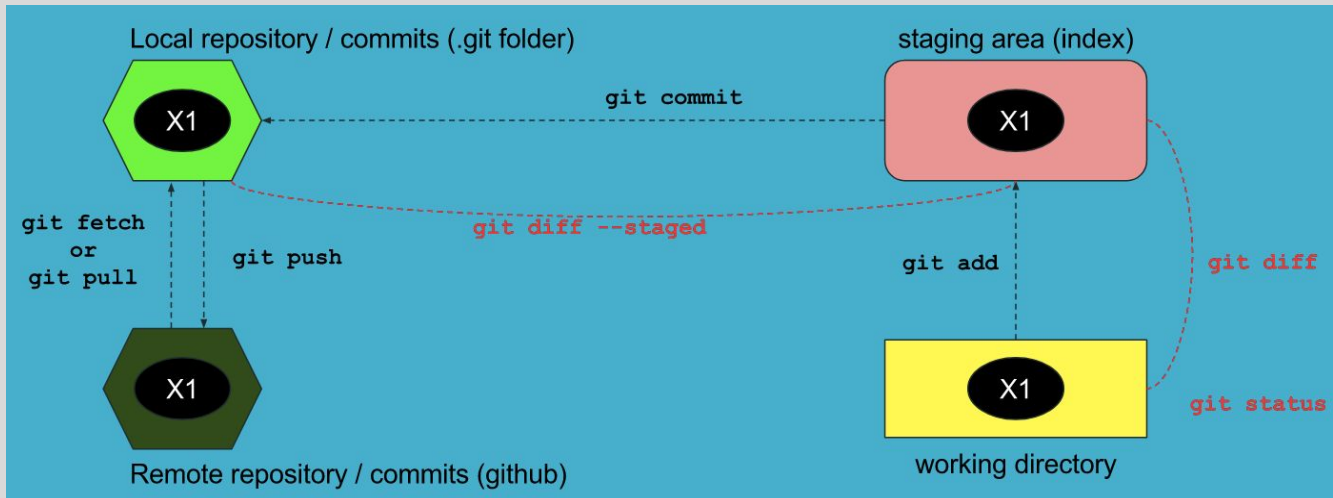 Local repository / commits (.git folder)
staging area (index)
git commit
X1
X1
git fetch
or
git pull
git push
git diff --staged
git add
git diff
X1
X1
git status
Remote repository / commits (github)
working directory